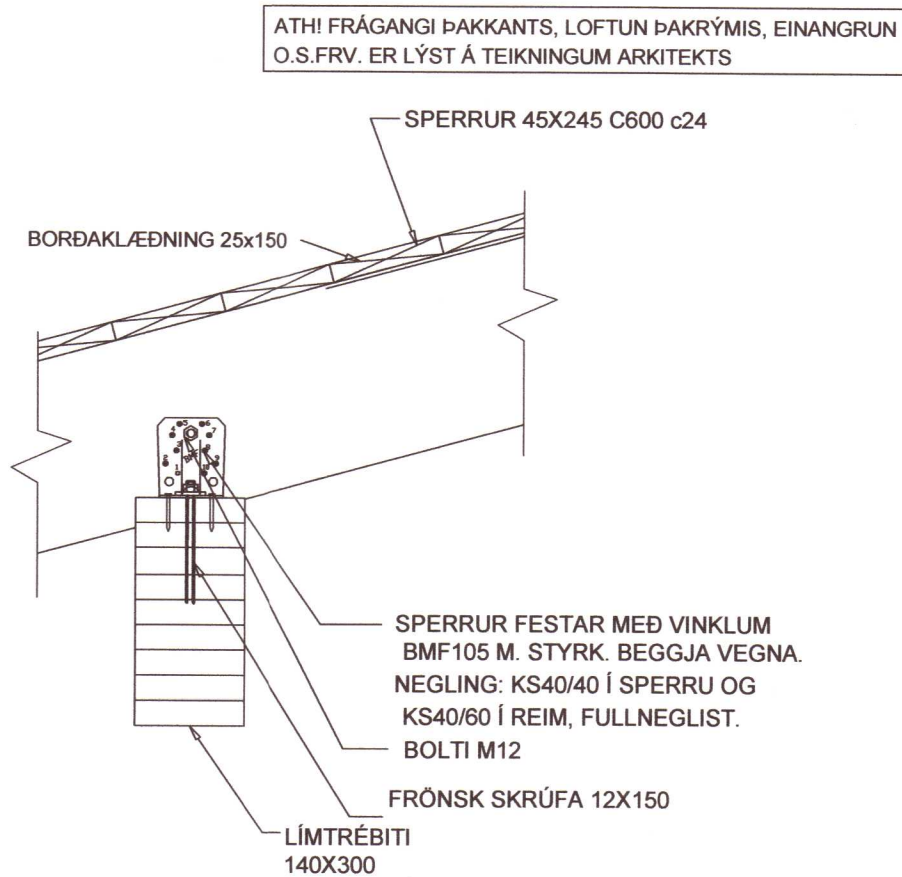 ATH! FRÁGANGI ÞAKKANTS, LOFTUN ÞAKRÝMIS, EINANGRUN
O.S.FRV. ER LÝST Á TEIKNINGUM ARKITEKTS
SPERRUR 45X245 C600 c24
BORÐAKLÆÐNING 25x150
SPERRUR FESTAR MEÐ VINKLUM
BMF105 M. STYRK. BEGGJA VEGNA.
NEGLING: KS40/40 Í SPERRU OG
KS40/60 Í REIM, FULLNEGLIST.
BOLTI M12
FRÖNSK SKRÚFA 12X150
LÍMTRÉBITI
140X300